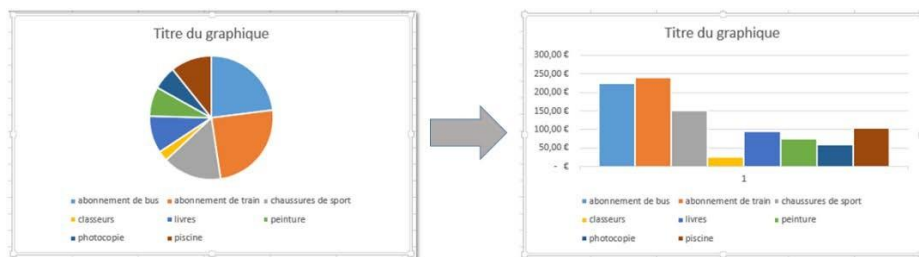 Titre du graphique
abonnement de bus abonnement de train chaussures de sport
classeurs livres peinture
photocopie piscine
Titre du graphique
300,00 €
250,00 €
200,00 €
150,00 €
100,00 €
50,00 €
- €
1
abonnement de bus abonnement de train chaussures de sport
classeurs livres peinture
photocopie piscine